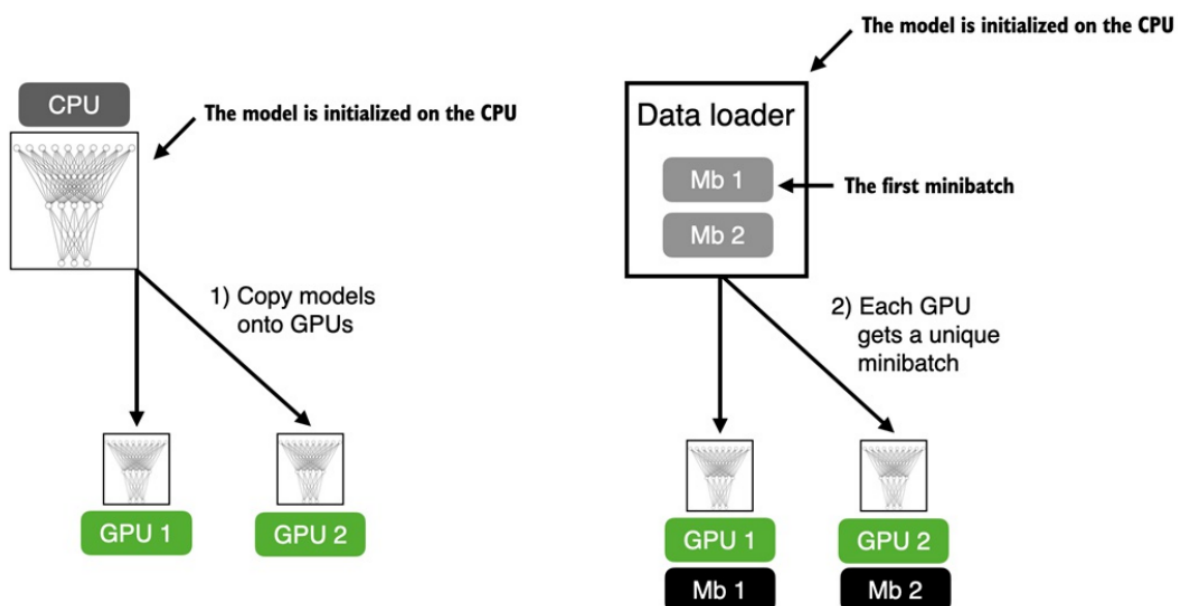 CPU
The model is initialized on the CPU
1) Copy models
onto GPUs
GPU 1
GPU 2
The model is initialized on the CPU
Data loader
Mb 1
The first minibatch
Mb 2
2) Each GPU
gets a unique
minibatch
GPU 1
GPU 2
Mb 1
Mb 2